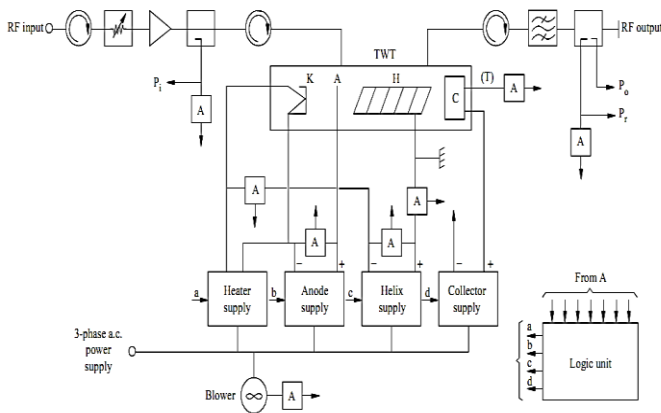 RF input
RF output
TWT
P_i
A
K
A
H
(T)
A
C
P_o
P_r
A
A
A
A
A
− + − + − +
a
Heater supply
b
Anode supply
c
Helix supply
d
Collector supply
3-phase a.c. power supply
Blower
∞
A
From A
a
b
c
d
Logic unit